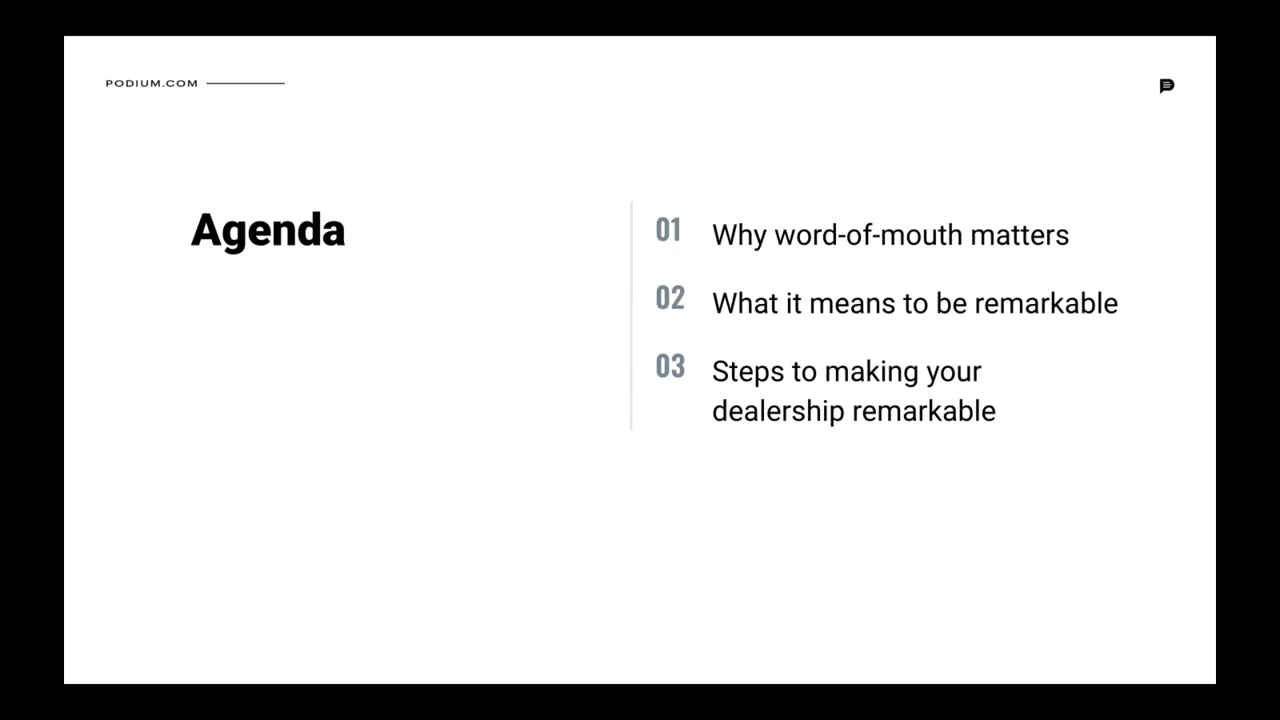 PODIUM.COM
Agenda
01 Why word-of-mouth matters
02 What it means to be remarkable
03 Steps to making your
dealership remarkable